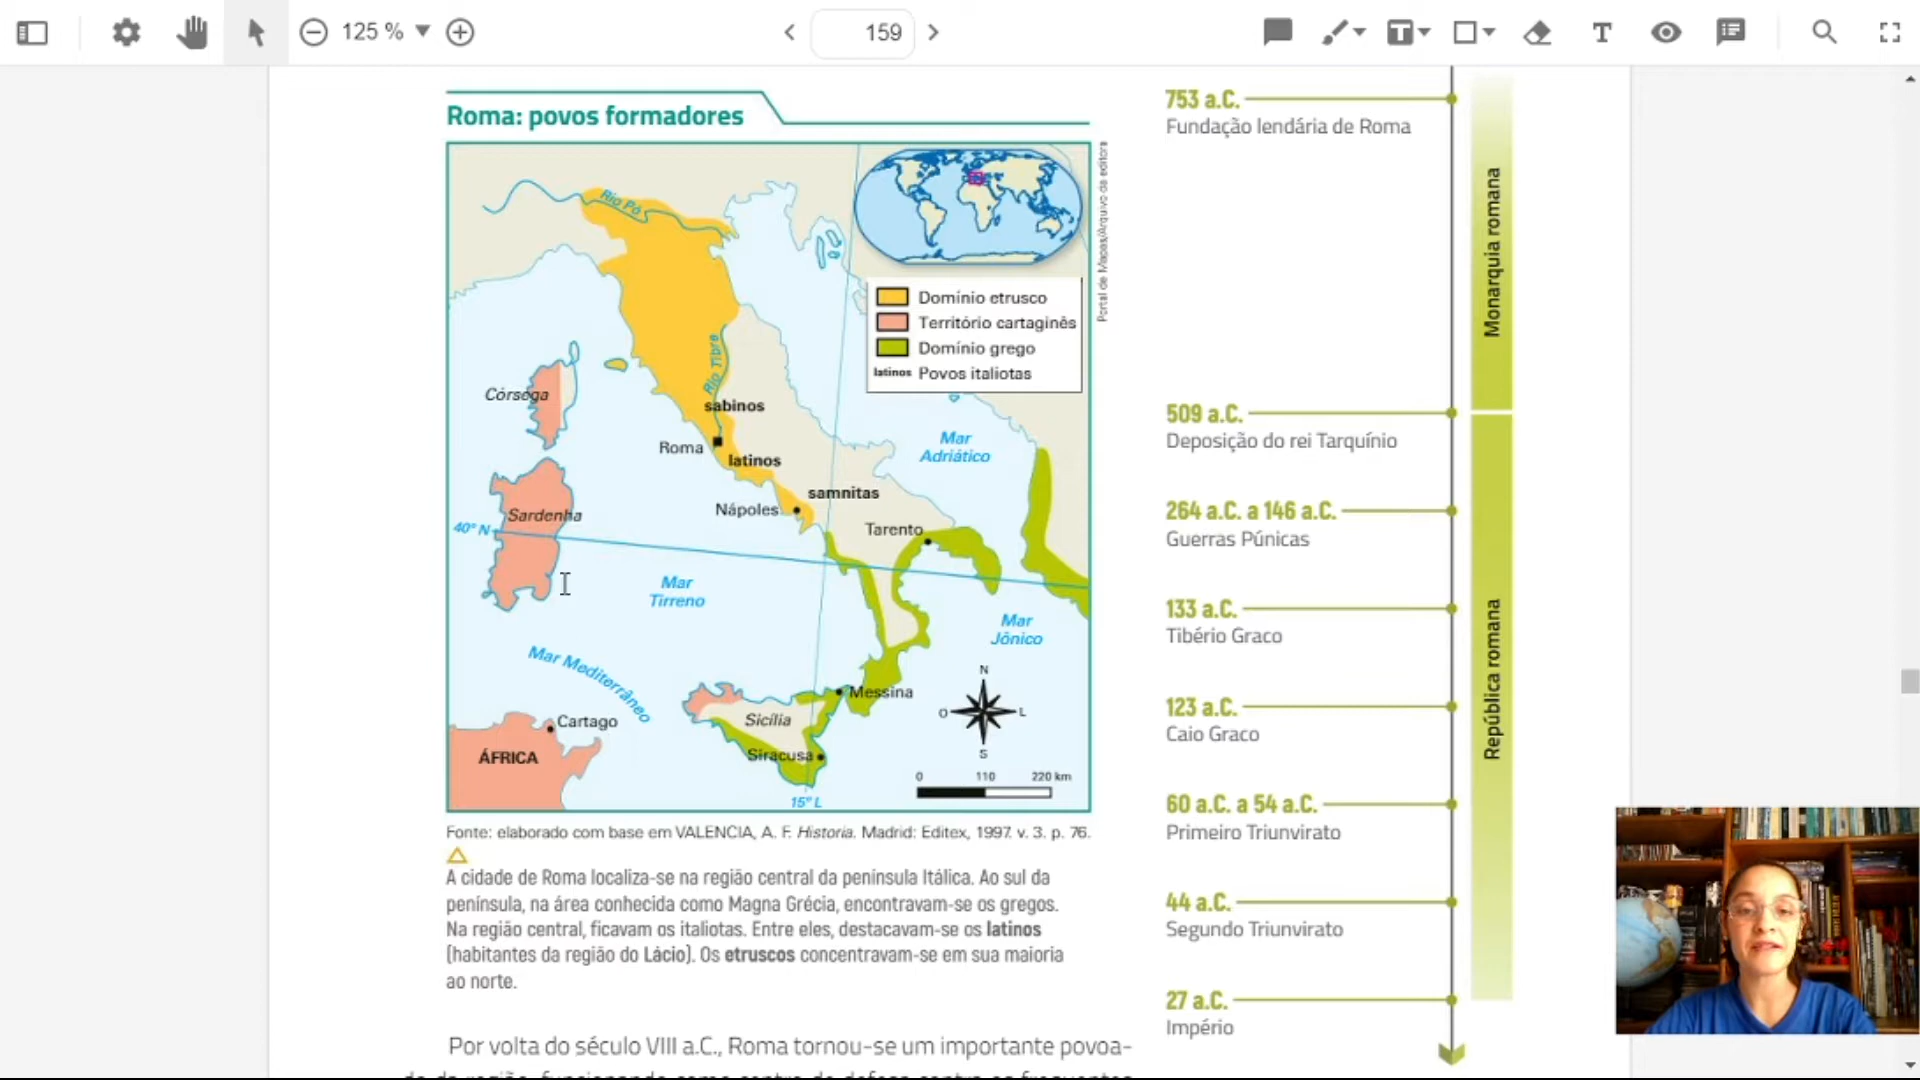 125 %
159
Roma: povos formadores
Portal de Mapas/Arquivo da editora
Rio Pó
Domínio etrusco
Território cartaginês
Domínio grego
latinos Povos italiotas
Rio Tibre
Córsega
sabinos
Roma
latinos
Mar
Adriático
samnitas
Nápoles
Tarento
Sardenha
40° N
Mar
Tirreno
Mar
Jônico
Mar Mediterrâneo
N
O
L
S
Messina
Sicília
Cartago
ÁFRICA
Siracusa
0 110 220 km
15° L
Fonte: elaborado com base em VALENCIA, A. F. Historia. Madrid: Editex, 1997. v. 3. p. 76.
A cidade de Roma localiza-se na região central da península Itálica. Ao sul da
península, na área conhecida como Magna Grécia, encontravam-se os gregos.
Na região central, ficavam os italiotas. Entre eles, destacavam-se os latinos
(habitantes da região do Lácio). Os etruscos concentravam-se em sua maioria
ao norte.
Por volta do século VIII a.C., Roma tornou-se um importante povoa-
753 a.C.
Fundação lendária de Roma
509 a.C.
Deposição do rei Tarquínio
264 a.C. a 146 a.C.
Guerras Púnicas
133 a.C.
Tibério Graco
123 a.C.
Caio Graco
60 a.C. a 54 a.C.
Primeiro Triunvirato
44 a.C.
Segundo Triunvirato
27 a.C.
Império
Monarquia romana
República romana